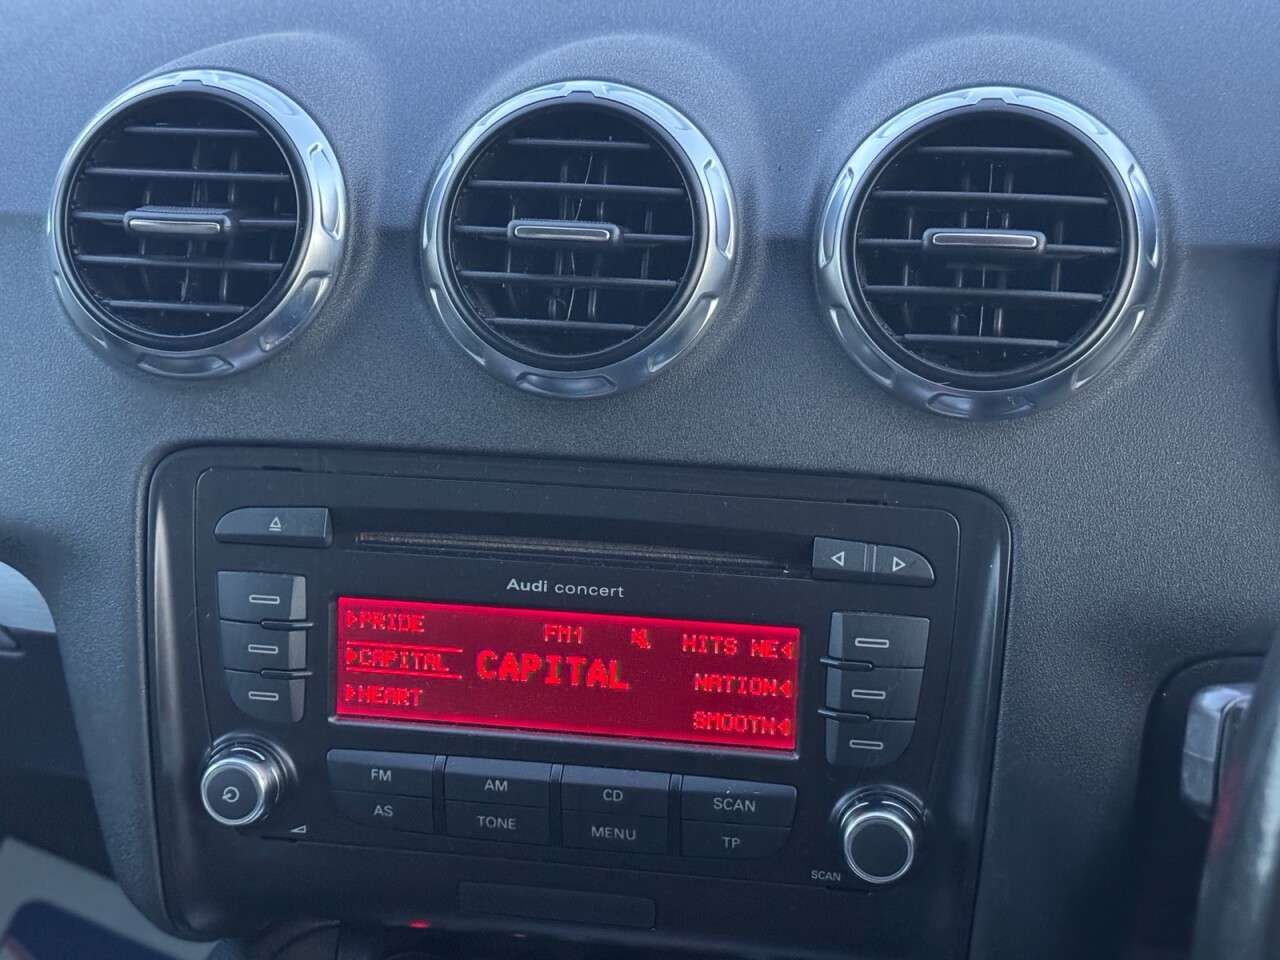 Audi concert
PRIDE
FM1
HITS WE
CAPITAL
CAPITAL
NATION
HEART
SMOOTH
FM
AM
CD
SCAN
AS
TONE
MENU
TP
SCAN